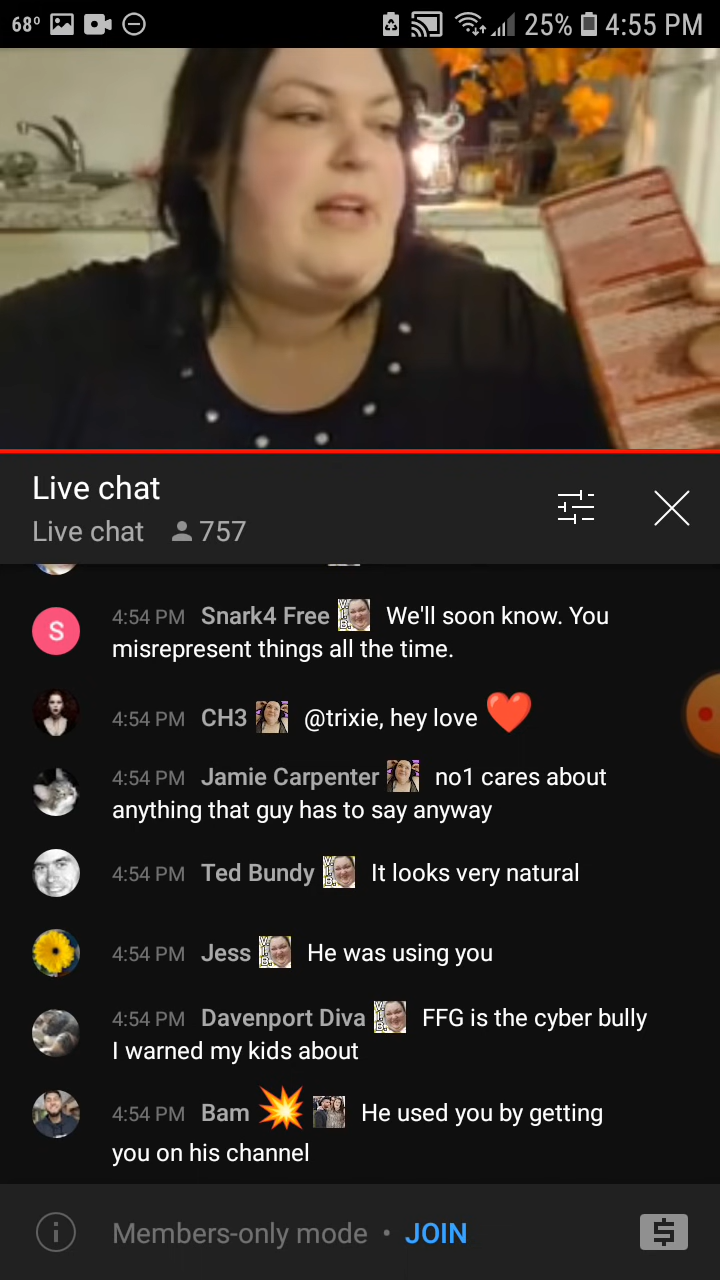 68° 25% 4:55 PM
Live chat
Live chat 757
S 4:54 PM Snark4 Free We'll soon know. You
misrepresent things all the time.
4:54 PM CH3 @trixie, hey love ❤️
4:54 PM Jamie Carpenter no1 cares about
anything that guy has to say anyway
4:54 PM Ted Bundy It looks very natural
4:54 PM Jess He was using you
4:54 PM Davenport Diva FFG is the cyber bully
I warned my kids about
4:54 PM Bam 💥 He used you by getting
you on his channel
Members-only mode • JOIN $